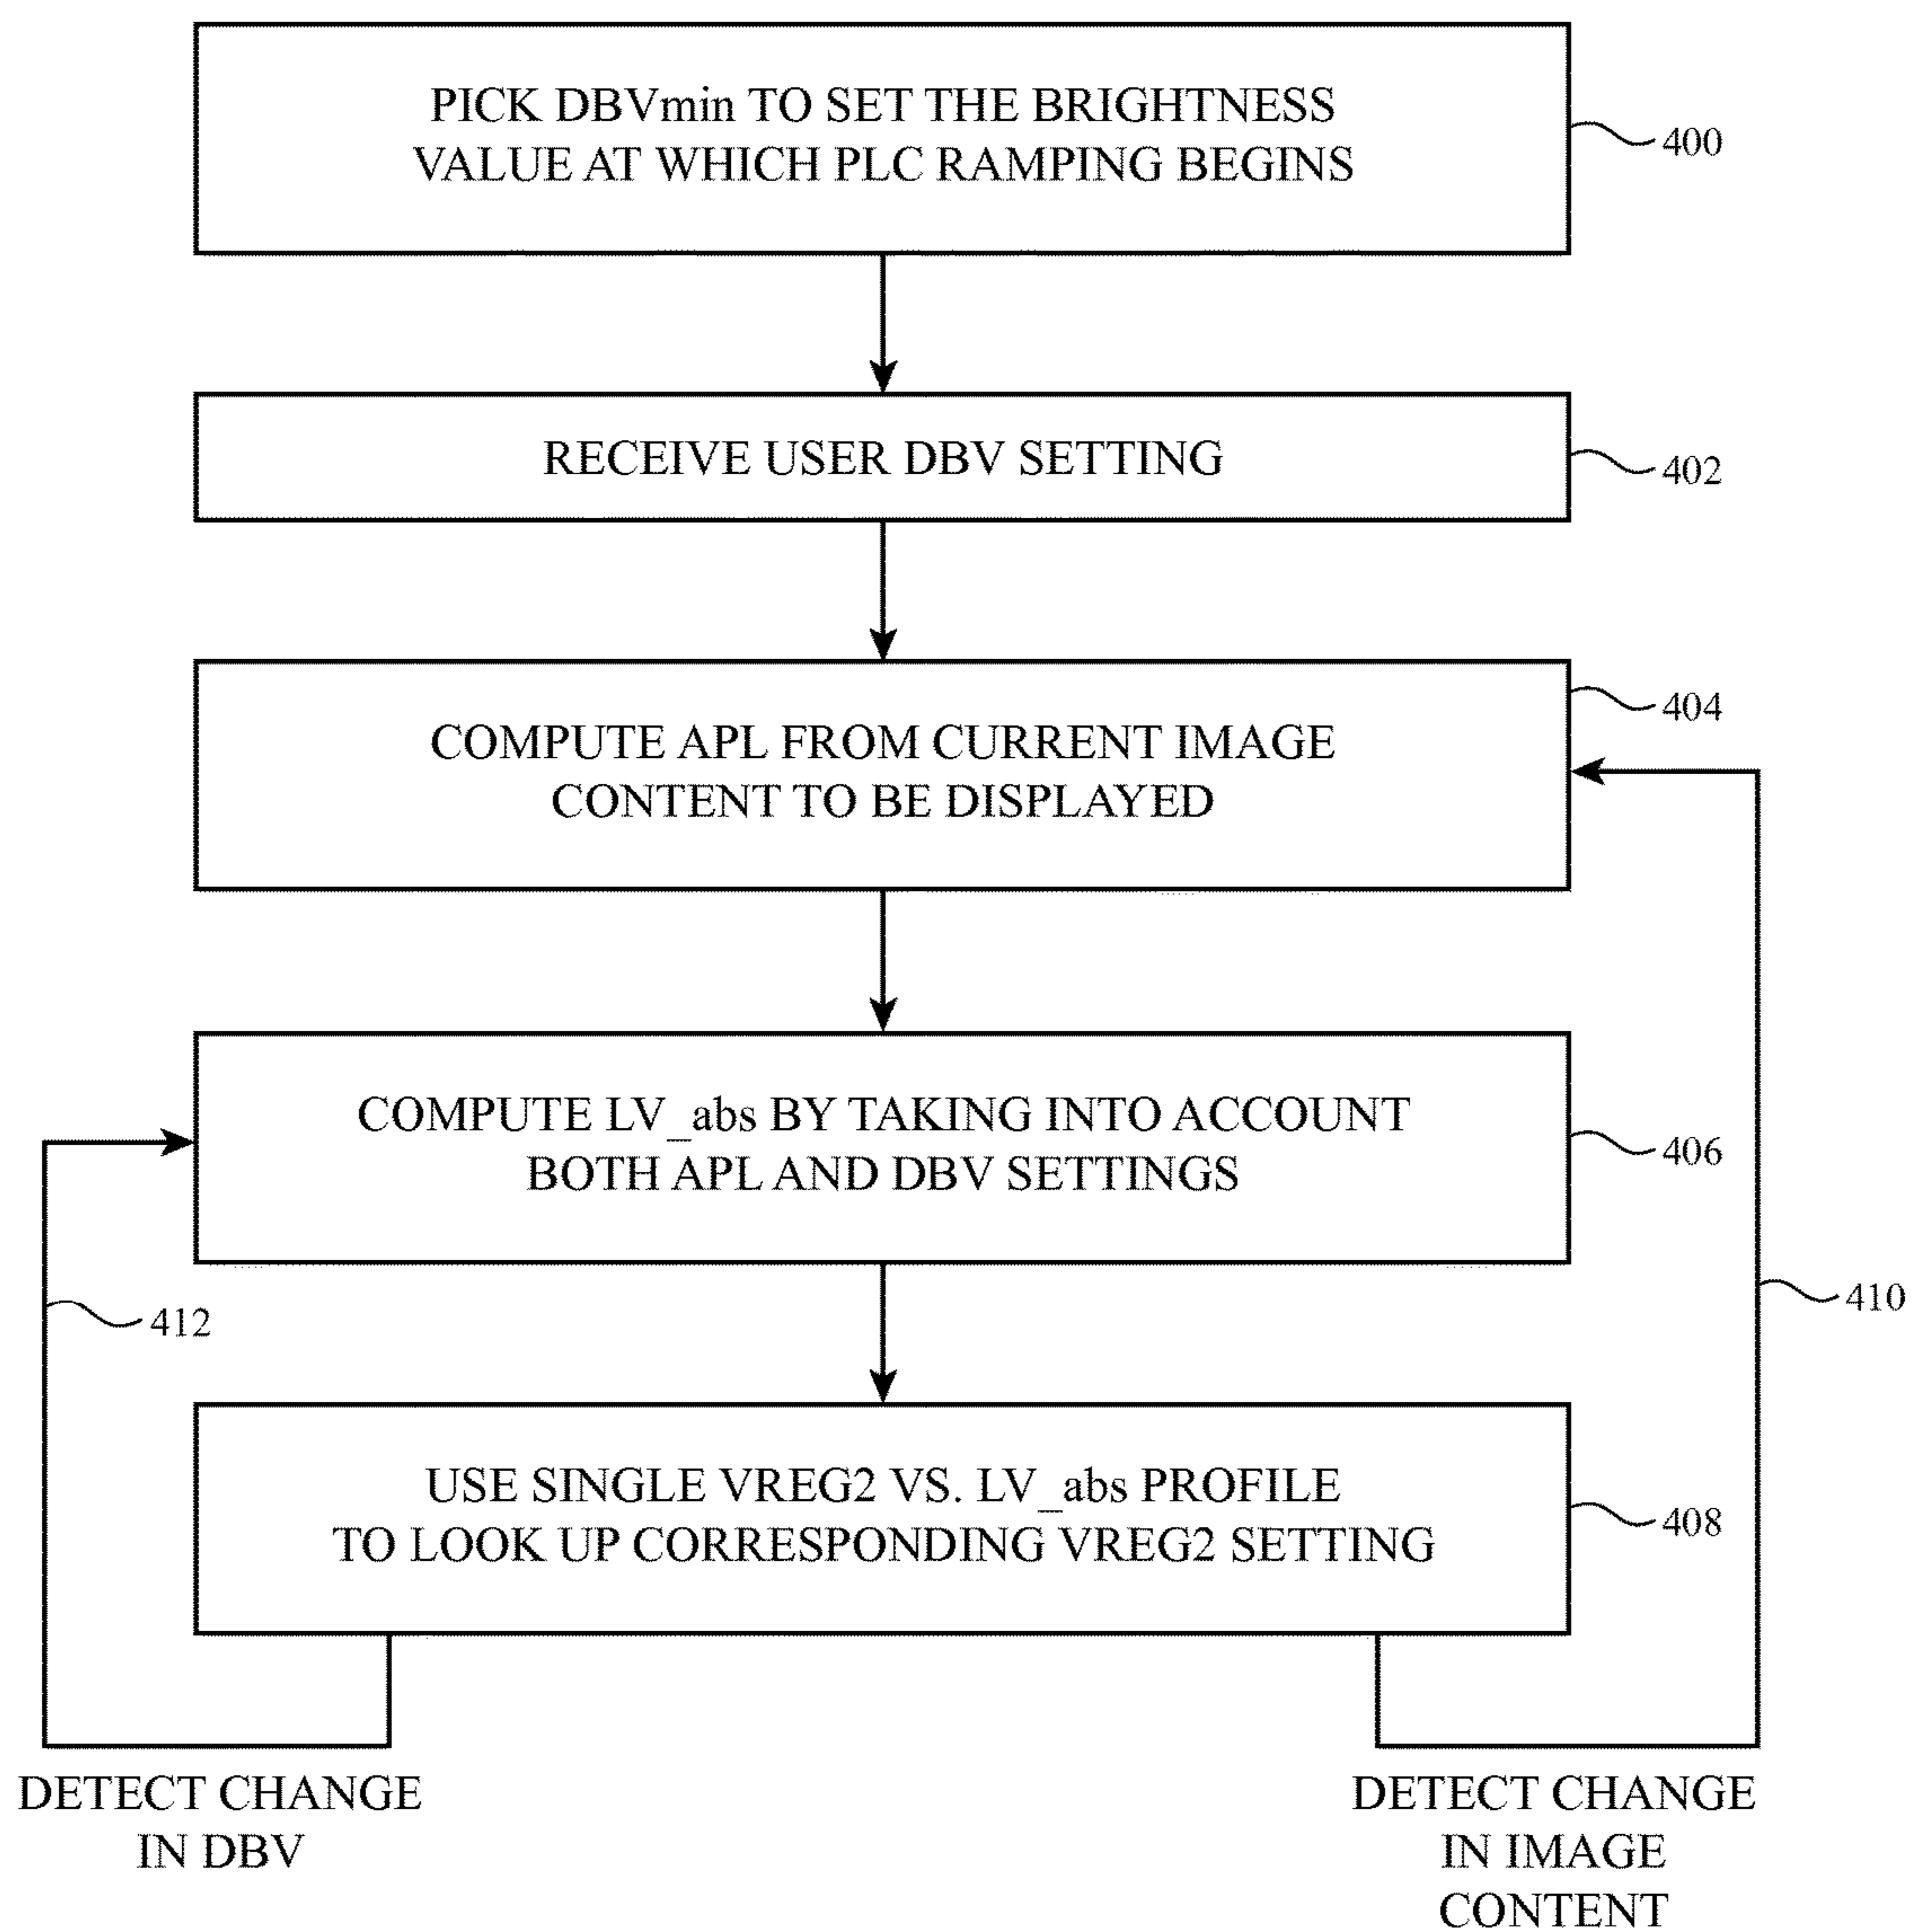 PICK DBVmin TO SET THE BRIGHTNESS
VALUE AT WHICH PLC RAMPING BEGINS
400
RECEIVE USER DBV SETTING
402
COMPUTE APL FROM CURRENT IMAGE
CONTENT TO BE DISPLAYED
404
COMPUTE LV_abs BY TAKING INTO ACCOUNT
BOTH APL AND DBV SETTINGS
406
412
410
USE SINGLE VREG2 VS. LV_abs PROFILE
TO LOOK UP CORRESPONDING VREG2 SETTING
408
DETECT CHANGE
IN DBV
DETECT CHANGE
IN IMAGE
CONTENT